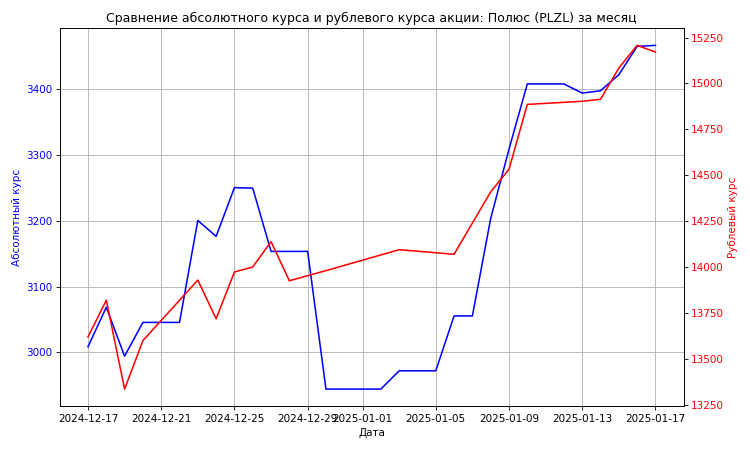 Сравнение абсолютного курса и рублевого курса акции: Полюс (PLZL) за месяц
Абсолютный курс
3400
3300
3200
3100
3000
15250
15000
14750
14500
14250
14000
13750
13500
13250
Рублевый курс
2024-12-17 2024-12-21 2024-12-25 2024-12-29 2025-01-01 2025-01-05 2025-01-09 2025-01-13 2025-01-17
Дата